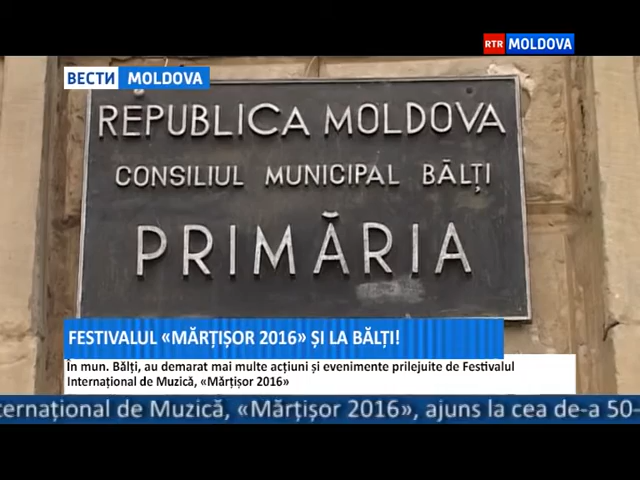 RTR MOLDOVA
ВЕСТИ MOLDOVA
REPUBLICA MOLDOVA
CONSILIUL MUNICIPAL BĂLȚI
PRIMĂRIA
FESTIVALUL «MĂRȚIȘOR 2016» ȘI LA BĂLȚI!
În mun. Bălți, au demarat mai multe acțiuni și evenimente prilejuite de Festivalul
Internațional de Muzică, «Mărțișor 2016»
ernațional de Muzică, «Mărțișor 2016», ajuns la cea de-a 50-